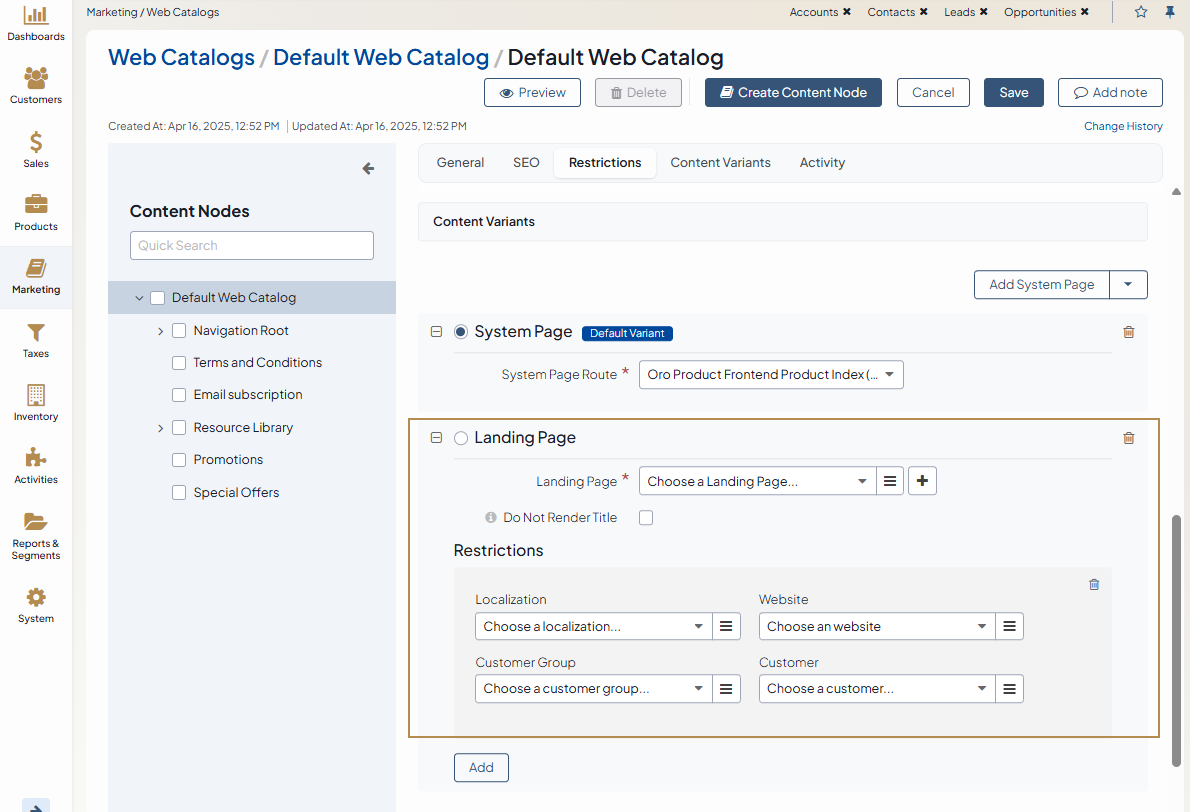 Marketing / Web Catalogs
Accounts ✖ Contacts ✖ Leads ✖ Opportunities ✖
Dashboards
Customers
Sales
Products
Marketing
Taxes
Inventory
Activities
Reports &
Segments
System
Web Catalogs / Default Web Catalog / Default Web Catalog
Preview Delete Create Content Node Cancel Save Add note
Created At: Apr 16, 2025, 12:52 PM | Updated At: Apr 16, 2025, 12:52 PM
Change History
Content Nodes
Quick Search
Default Web Catalog
Navigation Root
Terms and Conditions
Email subscription
Resource Library
Promotions
Special Offers
General SEO Restrictions Content Variants Activity
Content Variants
Add System Page
System Page Default Variant
System Page Route * Oro Product Frontend Product Index (...
Landing Page
Landing Page * Choose a Landing Page...
Do Not Render Title
Restrictions
Localization Website
Choose a localization... Choose an website
Customer Group Customer
Choose a customer group... Choose a customer...
Add